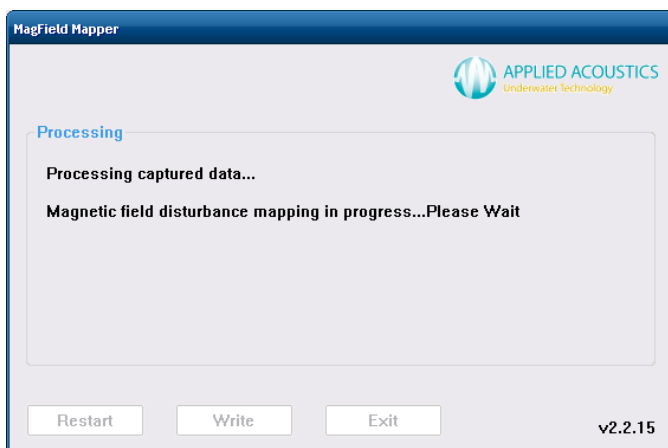 MagField Mapper
APPLIED ACOUSTICS
Underwater Technology
Processing
Processing captured data...
Magnetic field disturbance mapping in progress...Please Wait
Restart
Write
Exit
v2.2.15